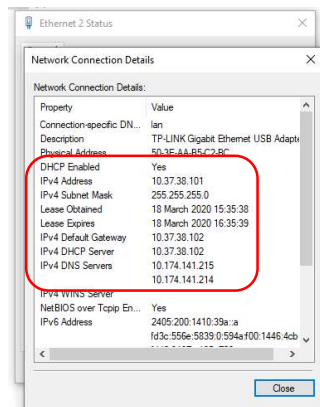 Ethernet 2 Status
Network Connection Details
Network Connection Details:
Property Value
Connection-specific DN... lan
Description TP-LINK Gigabit Ethernet USB Adapte
Physical Address 50-3E-AA-B5-C2-BC
DHCP Enabled Yes
IPv4 Address 10.37.38.101
IPv4 Subnet Mask 255.255.255.0
Lease Obtained 18 March 2020 15:35:38
Lease Expires 18 March 2020 16:35:39
IPv4 Default Gateway 10.37.38.102
IPv4 DHCP Server 10.37.38.102
IPv4 DNS Servers 10.174.141.215
10.174.141.214
IPv4 WINS Server
NetBIOS over Tcpip En... Yes
IPv6 Address 2405:200:1410:39a::a
fd3c:556e:5839:0:594a:f00:1446:4cb
Close